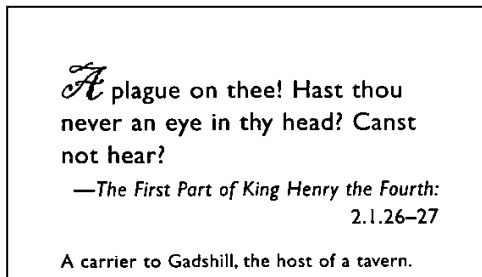 A plague on thee! Hast thou
never an eye in thy head? Canst
not hear?
—The First Part of King Henry the Fourth:
2.1.26–27
A carrier to Gadshill, the host of a tavern.